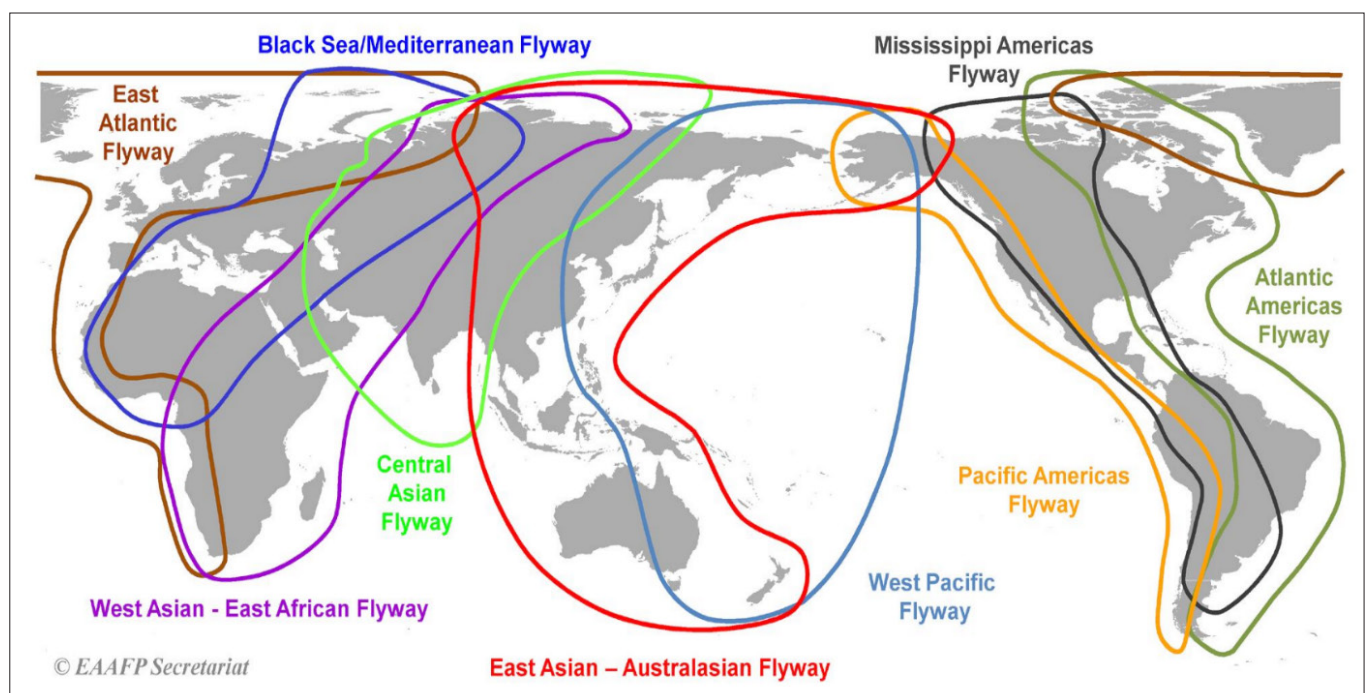 Black Sea/Mediterranean Flyway
Mississippi Americas
Flyway
East
Atlantic
Flyway
Atlantic
Americas
Flyway
Central
Asian
Flyway
Pacific Americas
Flyway
West Pacific
Flyway
West Asian - East African Flyway
East Asian – Australasian Flyway
© EAAFP Secretariat